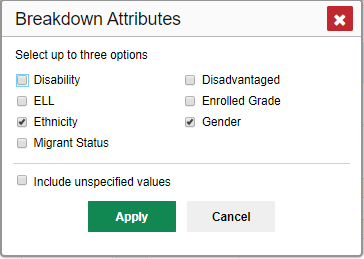 Breakdown Attributes
Select up to three options
Disability Disadvantaged
ELL Enrolled Grade
Ethnicity Gender
Migrant Status
Include unspecified values
Apply Cancel